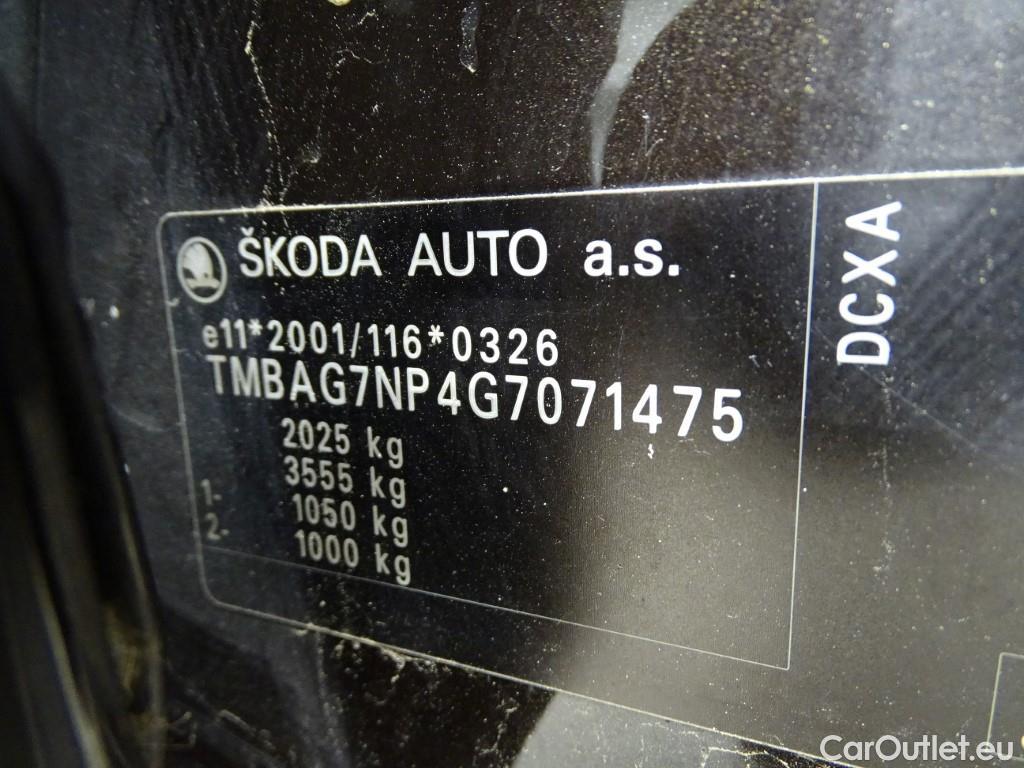 ŠKODA AUTO a.s.
e11*2001/116*0326
TMBAG7NP4G7071475
2025 kg
3555 kg
1- 1050 kg
2- 1000 kg
DCXA
CarOutlet.eu